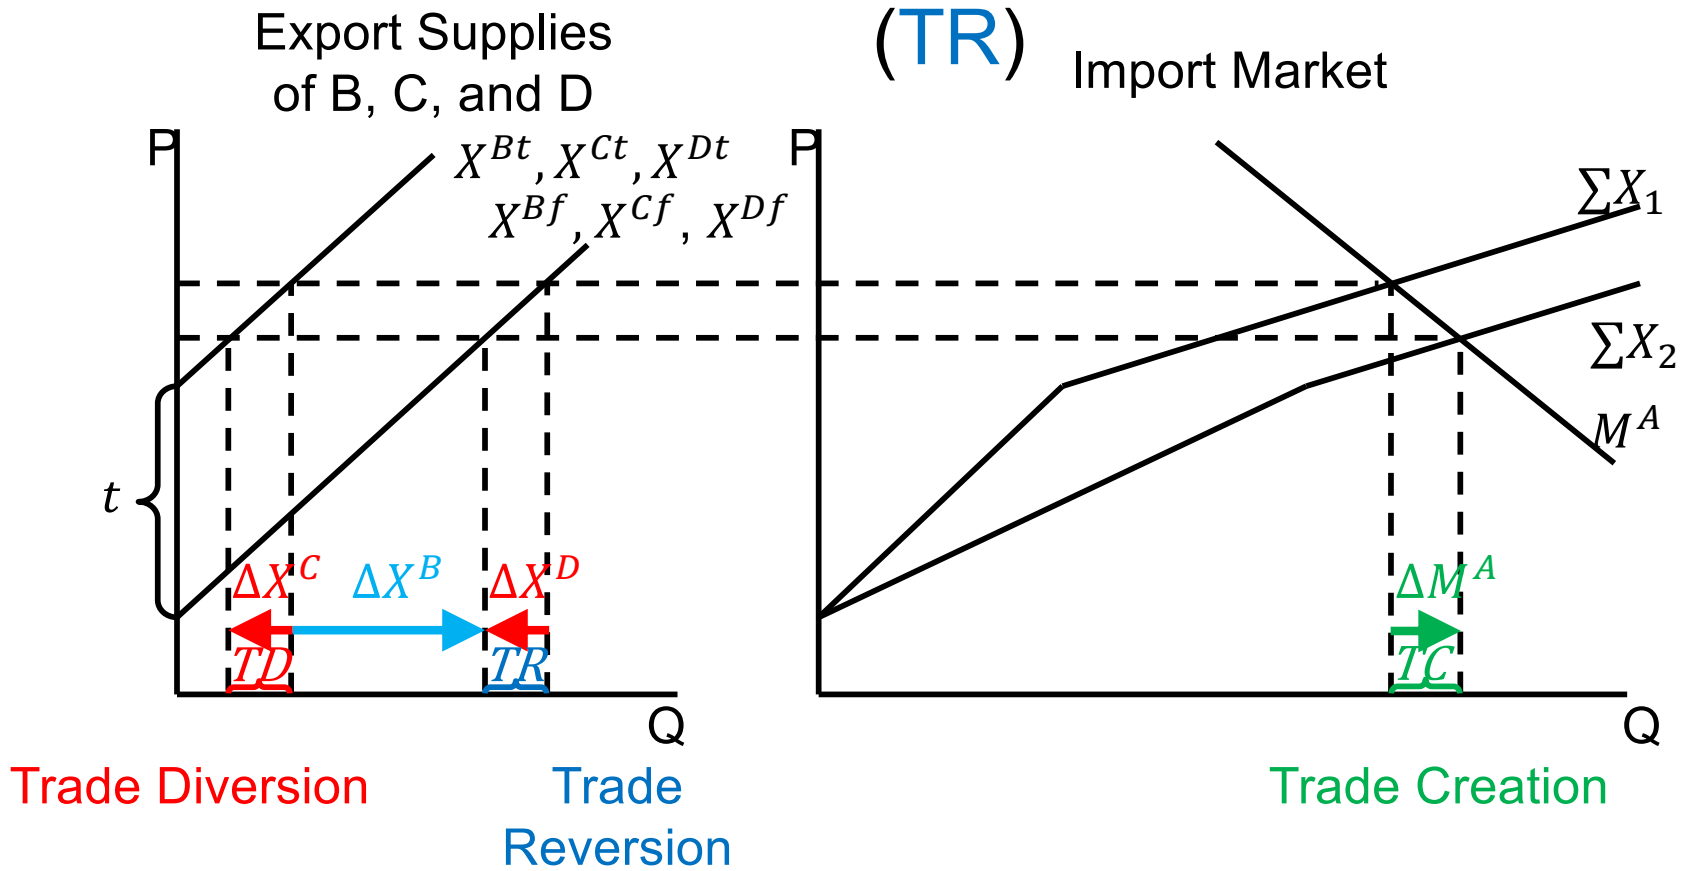 Export Supplies
of B, C, and D
(TR)
Import Market
P
X^{Bt}, X^{Ct}, X^{Dt}
X^{Bf}, X^{Cf}, X^{Df}
t
ΔX^C
ΔX^B
ΔX^D
TD
TR
Q
P
∑X_1
∑X_2
M^A
ΔM^A
TC
Q
Trade Diversion
Trade
Reversion
Trade Creation